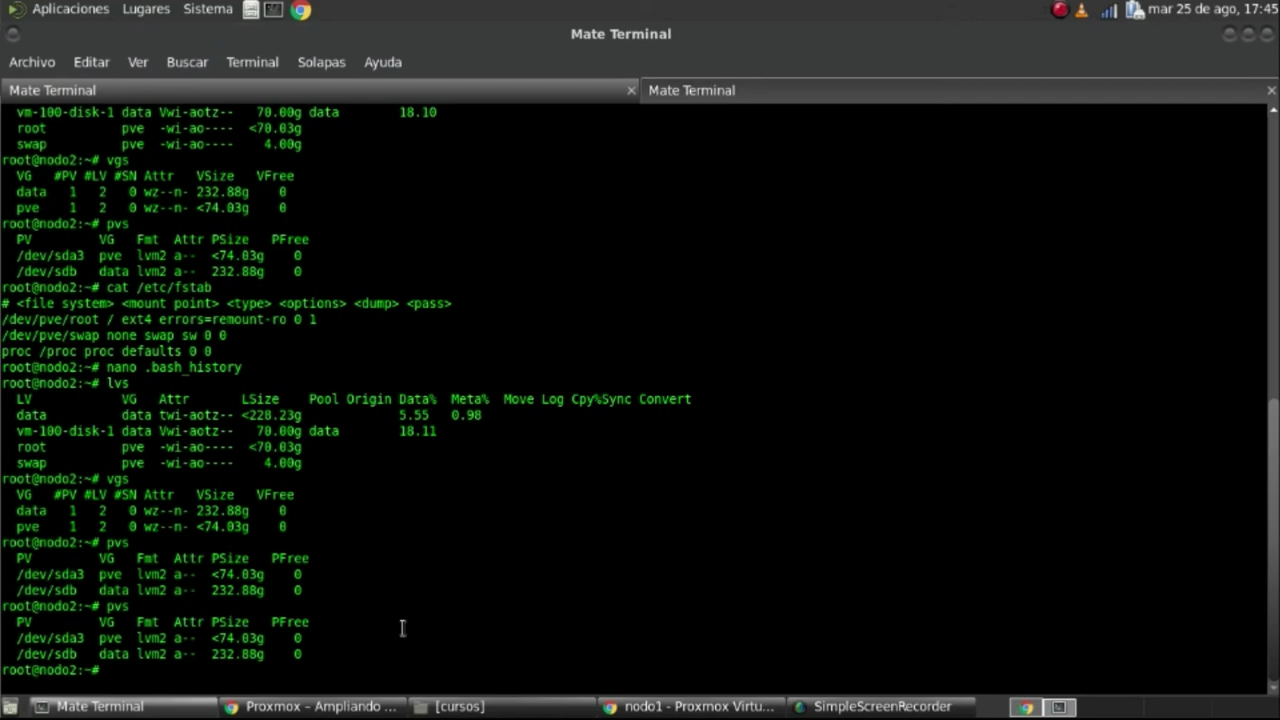 Aplicaciones Lugares Sistema mar 25 de ago, 17:45
Mate Terminal
Archivo Editar Ver Buscar Terminal Solapas Ayuda
Mate Terminal × Mate Terminal ×
vm-100-disk-1 data Vwi-aotz-- 70.00g data 18.10
root pve -wi-ao---- <70.03g
swap pve -wi-ao---- 4.00g
root@nodo2:~# vgs
VG #PV #LV #SN Attr VSize VFree
data 1 2 0 wz--n- 232.88g 0
pve 1 2 0 wz--n- <74.03g 0
root@nodo2:~# pvs
PV VG Fmt Attr PSize PFree
/dev/sda3 pve lvm2 a-- <74.03g 0
/dev/sdb data lvm2 a-- 232.88g 0
root@nodo2:~# cat /etc/fstab
# <file system> <mount point> <type> <options> <dump> <pass>
/dev/pve/root / ext4 errors=remount-ro 0 1
/dev/pve/swap none swap sw 0 0
proc /proc proc defaults 0 0
root@nodo2:~# nano .bash_history
root@nodo2:~# lvs
LV VG Attr LSize Pool Origin Data% Meta% Move Log Cpy%Sync Convert
data data twi-aotz-- <228.23g 5.55 0.98
vm-100-disk-1 data Vwi-aotz-- 70.00g data 18.11
root pve -wi-ao---- <70.03g
swap pve -wi-ao---- 4.00g
root@nodo2:~# vgs
VG #PV #LV #SN Attr VSize VFree
data 1 2 0 wz--n- 232.88g 0
pve 1 2 0 wz--n- <74.03g 0
root@nodo2:~# pvs
PV VG Fmt Attr PSize PFree
/dev/sda3 pve lvm2 a-- <74.03g 0
/dev/sdb data lvm2 a-- 232.88g 0
root@nodo2:~# pvs
PV VG Fmt Attr PSize PFree
/dev/sda3 pve lvm2 a-- <74.03g 0
/dev/sdb data lvm2 a-- 232.88g 0
root@nodo2:~#
Mate Terminal Proxmox – Ampliando ... [cursos] nodo1 - Proxmox Virtu... SimpleScreenRecorder